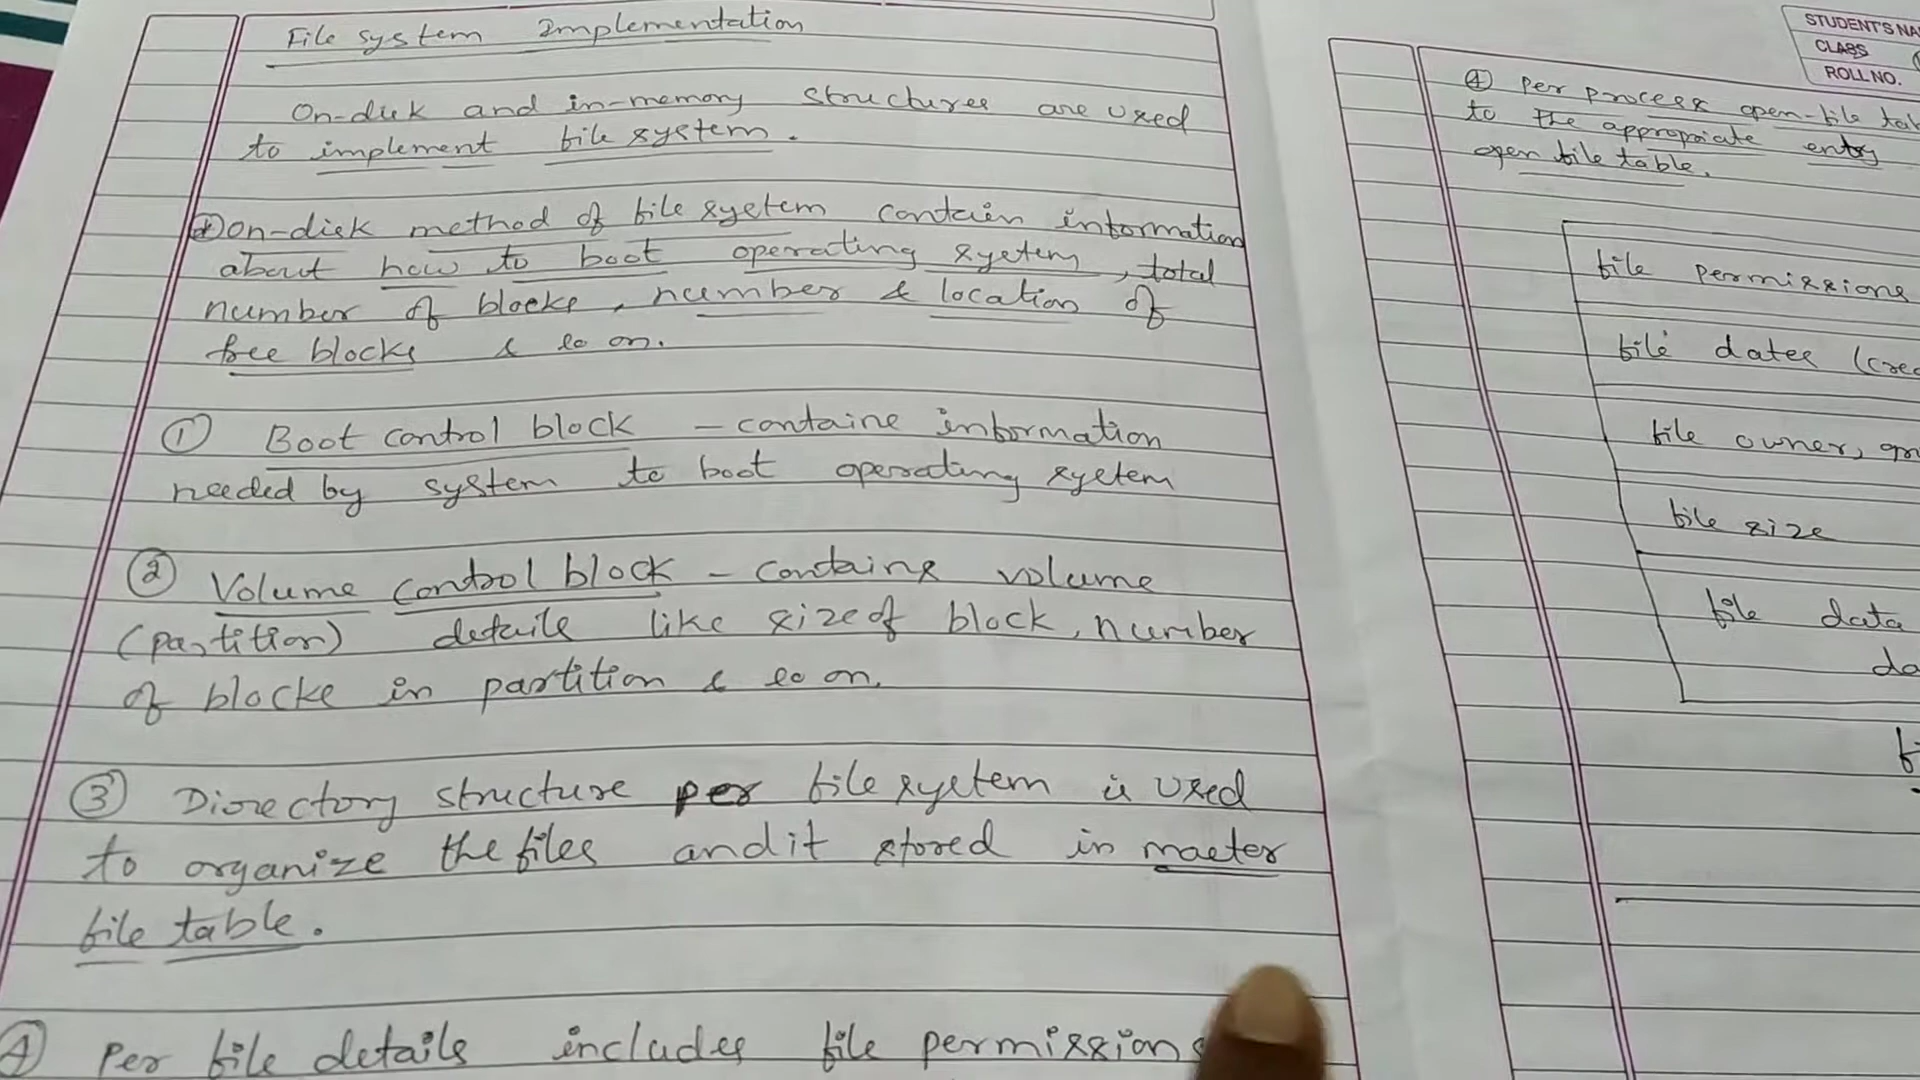 File system Implementation
On-disk and in-memory structures are used
to implement file system.
On-disk method of file system contain information
about how to boot operating system, total
number of blocks, number & location of
free blocks & so on.
① Boot control block - contains information
needed by system to boot operating system
② Volume control block - contains volume
(partition) details like size of block, number
of blocks in partition & so on.
③ Directory structure per file system is used
to organize the files and it stored in master
file table.
④ Per file details includes file permissions
STUDENT'S NA
CLASS
ROLL NO.
④ Per process open-file tab
to the appropriate entry
open file table.
file permissions
file dates (crea
file owner, gr
file size
file data